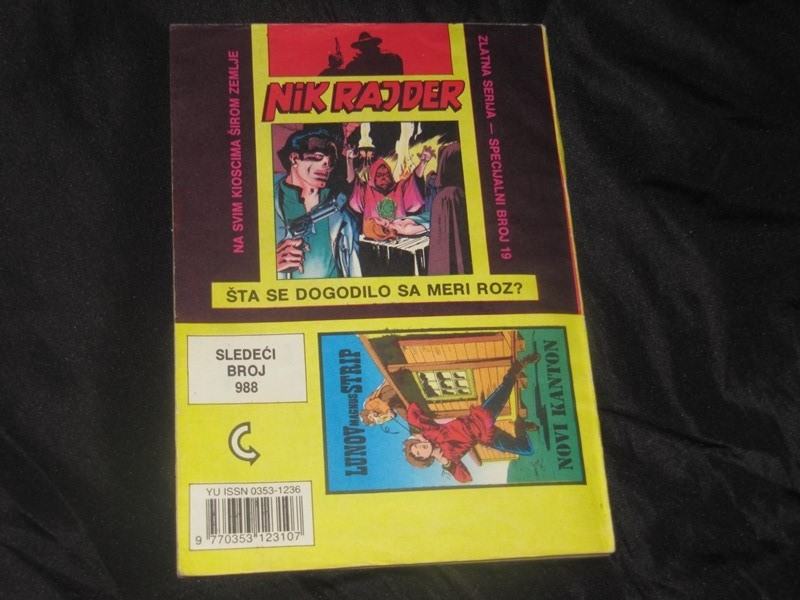 NA SVIM KIOSCIMA ŠIROM ZEMLJE
NIK RAJDER
ZLATNA SERIJA — SPECIJALNI BROJ 19
ŠTA SE DOGODILO SA MERI ROZ?
SLEDEĆI
BROJ
988
LUNOV MAGNUS STRIP
NOVI KANTON
YU ISSN 0353-1236
9 770353 123107